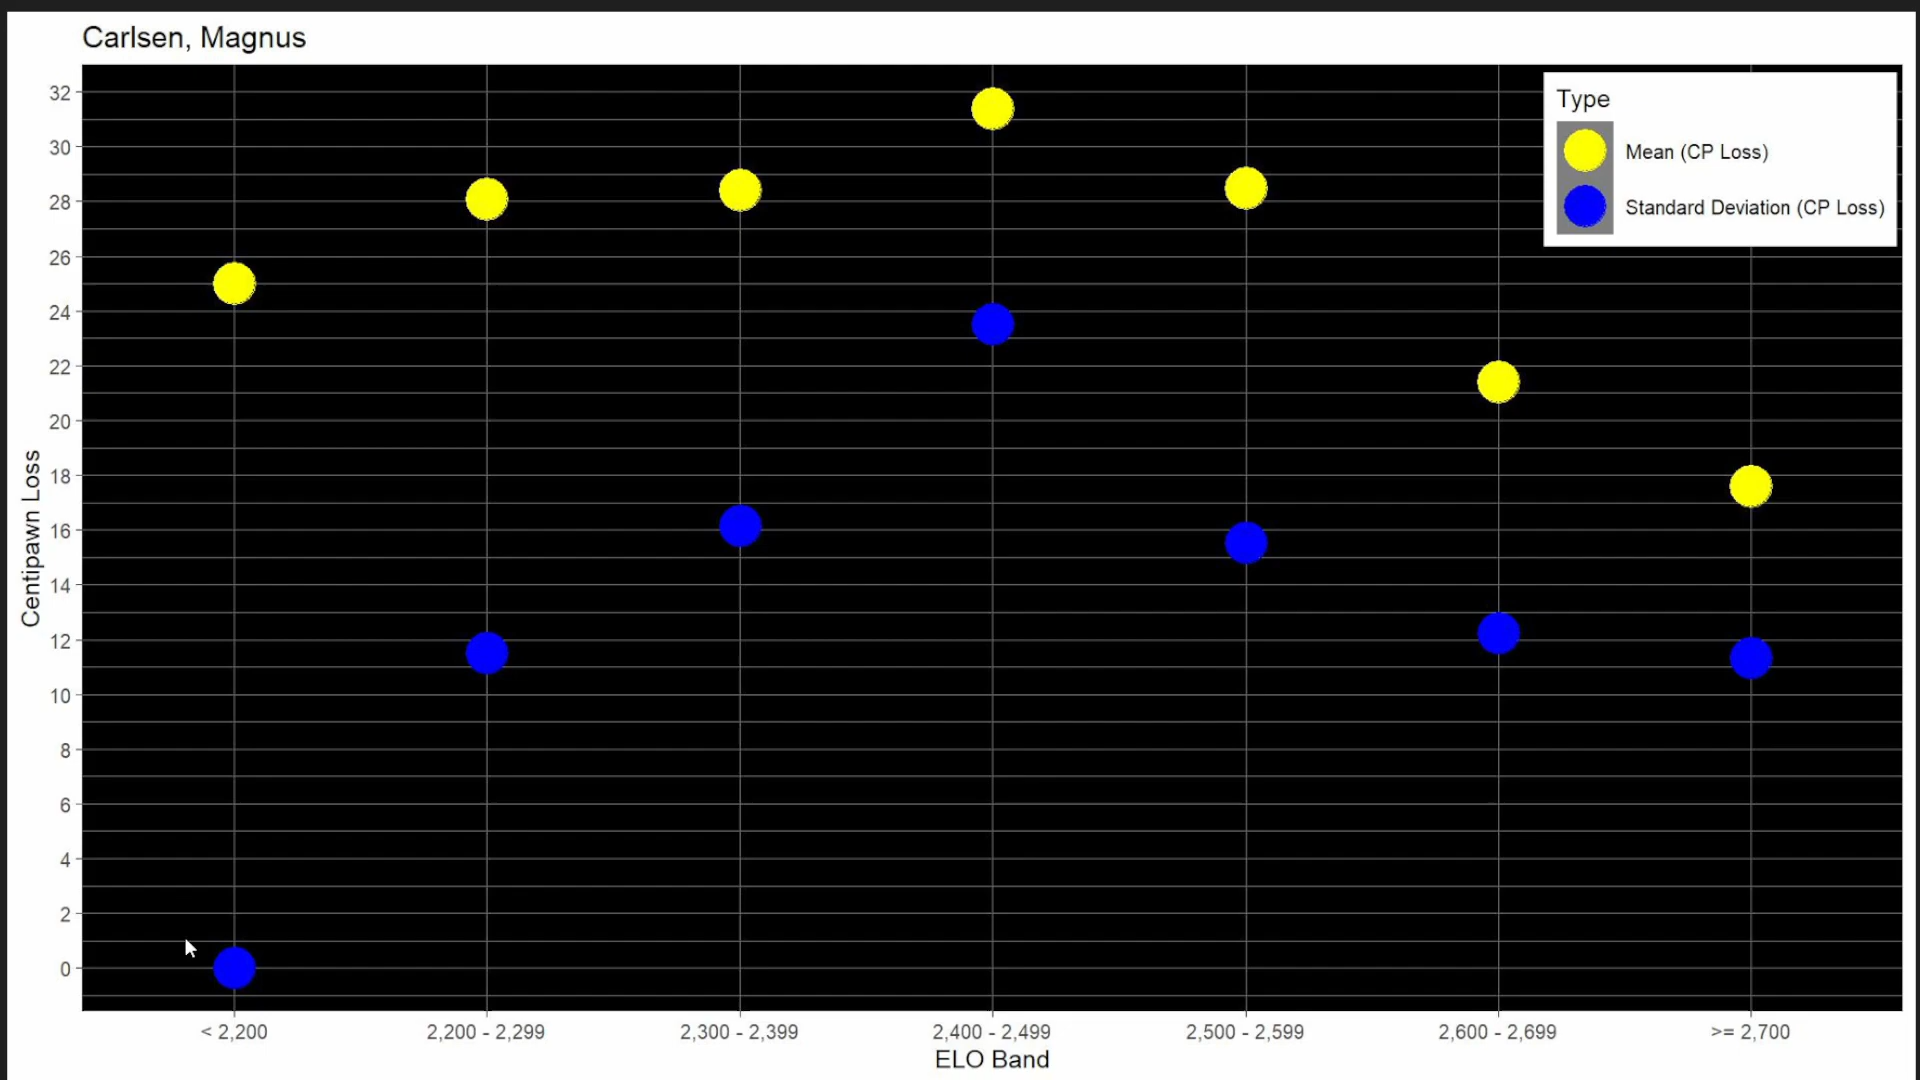 Carlsen, Magnus
Type
Mean (CP Loss)
Standard Deviation (CP Loss)
Centipawn Loss
32
30
28
26
24
22
20
18
16
14
12
10
8
6
4
2
0
< 2,200
2,200 - 2,299
2,300 - 2,399
2,400 - 2,499
2,500 - 2,599
2,600 - 2,699
>= 2,700
ELO Band